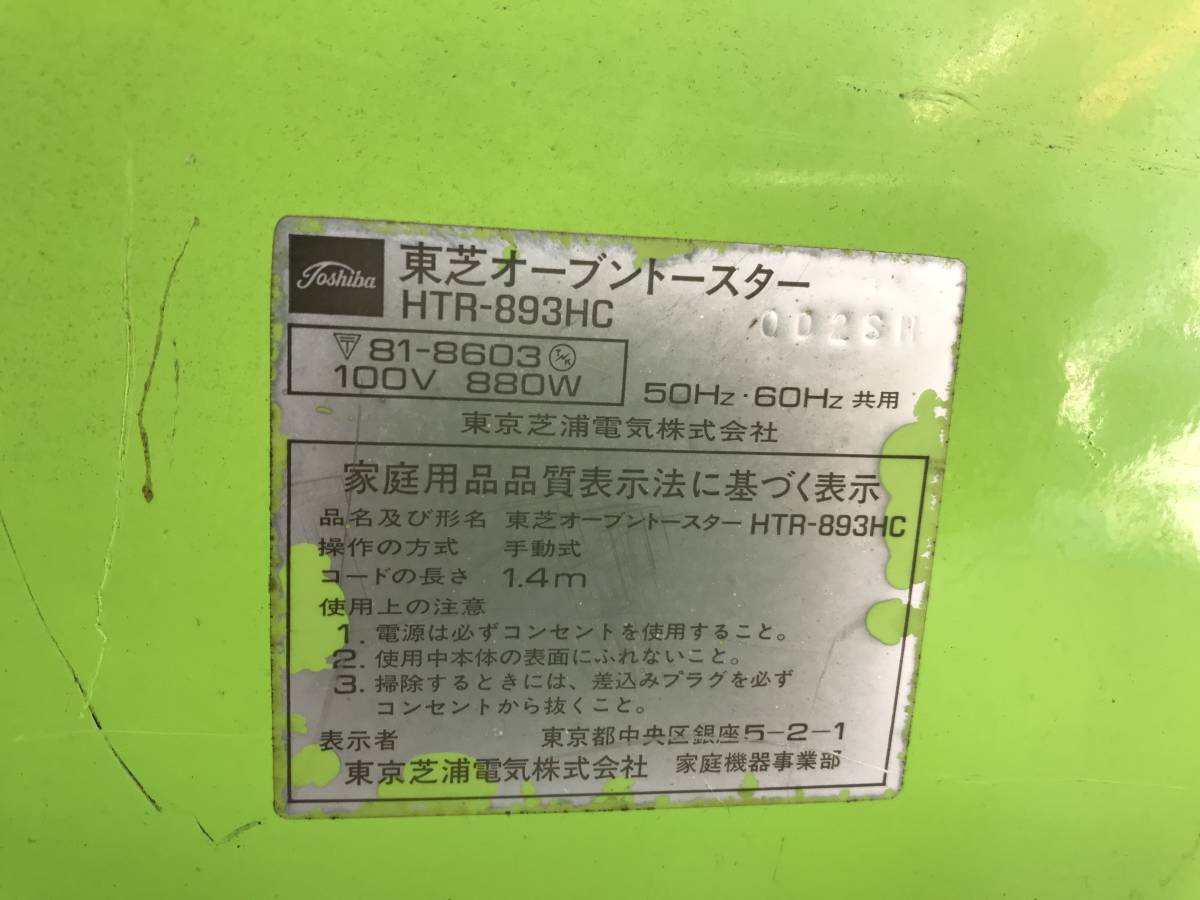 Toshiba
東芝オーブントースター
HTR-893HC
〒 81-8603
100V 880W
50Hz・60Hz 共用
東京芝浦電気株式会社
家庭用品品質表示法に基づく表示
品名及び形名 東芝オーブントースター HTR-893HC
操作の方式 手動式
コードの長さ 1.4m
使用上の注意
1. 電源は必ずコンセントを使用すること。
2. 使用中本体の表面にふれないこと。
3. 掃除するときには、差込みプラグを必ず
コンセントから抜くこと。
表示者 東京都中央区銀座5-2-1
東京芝浦電気株式会社 家庭機器事業部